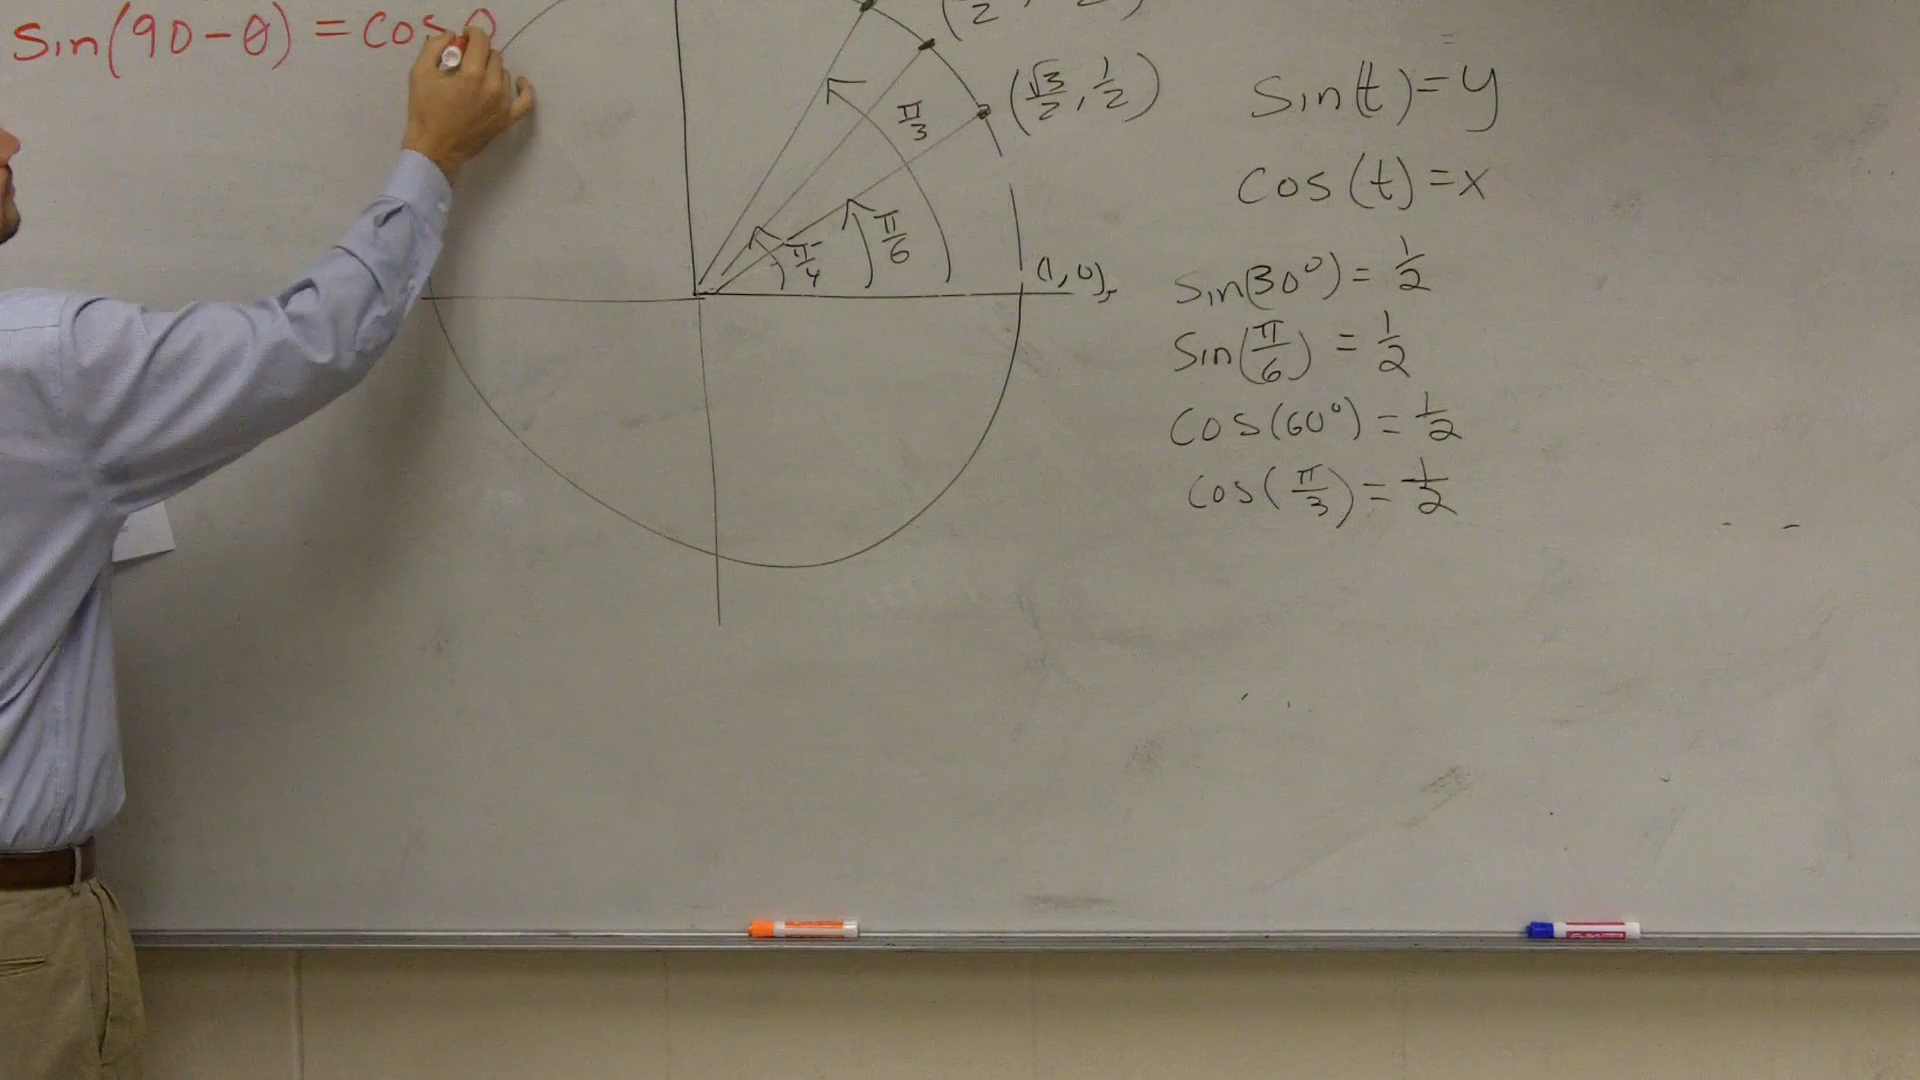 sin(90-θ) = cosθ
(√3/2, 1/2)
π/3
π/6
π/4
(1,0)
Sin(t)=y
cos(t)=x
Sin(30°)=1/2
Sin(π/6)=1/2
cos(60°)=1/2
cos(π/3)=1/2